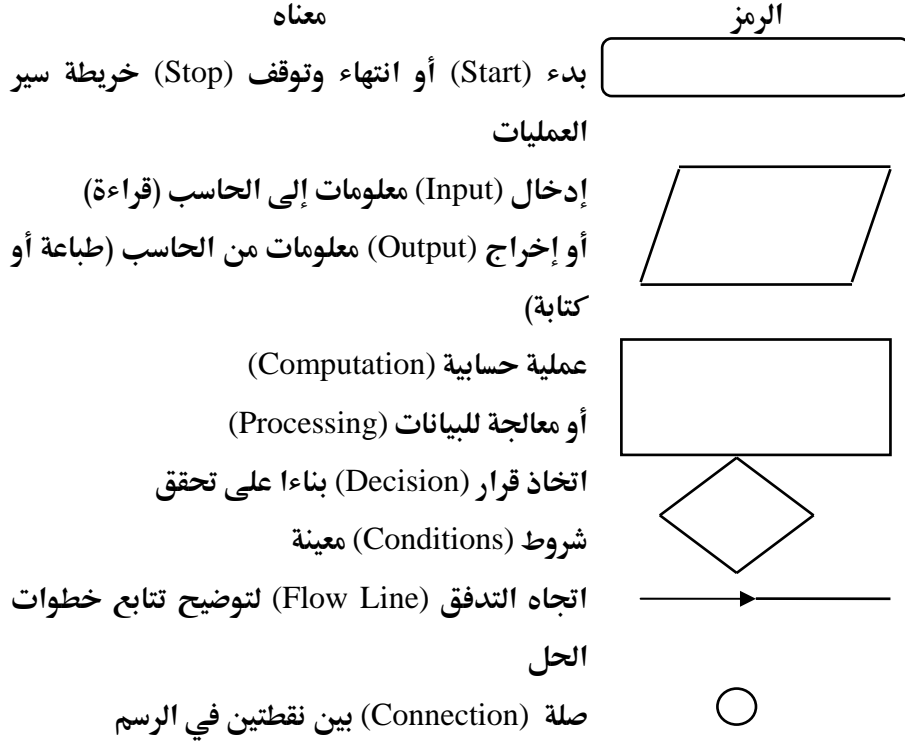 الرمز معناه
بدء (Start) أو انتهاء وتوقف (Stop) خريطة سير
العمليات
إدخال (Input) معلومات إلى الحاسب (قراءة)
أو إخراج (Output) معلومات من الحاسب (طباعة أو
كتابة)
عملية حسابية (Computation)
أو معالجة للبيانات (Processing)
اتخاذ قرار (Decision) بناءا على تحقق
شروط (Conditions) معينة
اتجاه التدفق (Flow Line) لتوضيح تتابع خطوات
الحل
صلة (Connection) بين نقطتين في الرسم